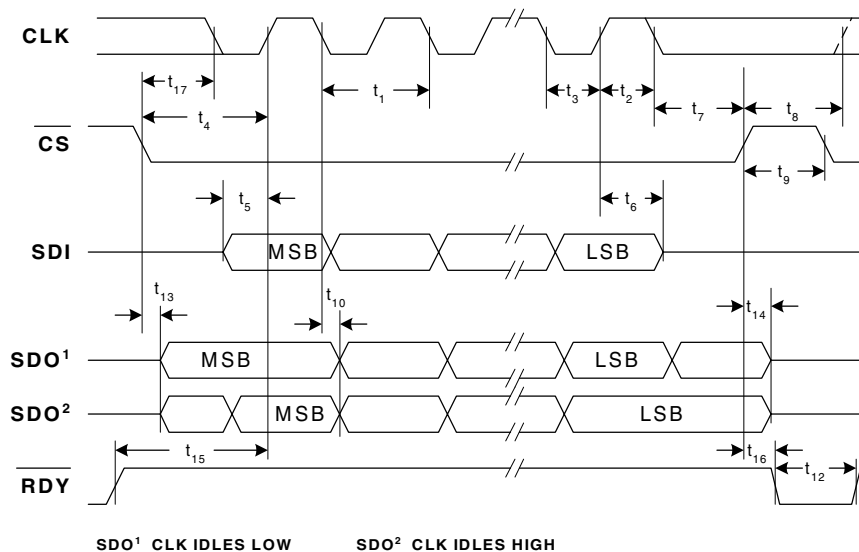 CLK
t17
t1
t3
t2
t4
t7
t8
CS
t9
t5
t6
SDI
MSB
LSB
t13
t10
t14
SDO1
MSB
LSB
SDO2
MSB
LSB
t15
t16
t12
RDY
SDO1 CLK IDLES LOW
SDO2 CLK IDLES HIGH